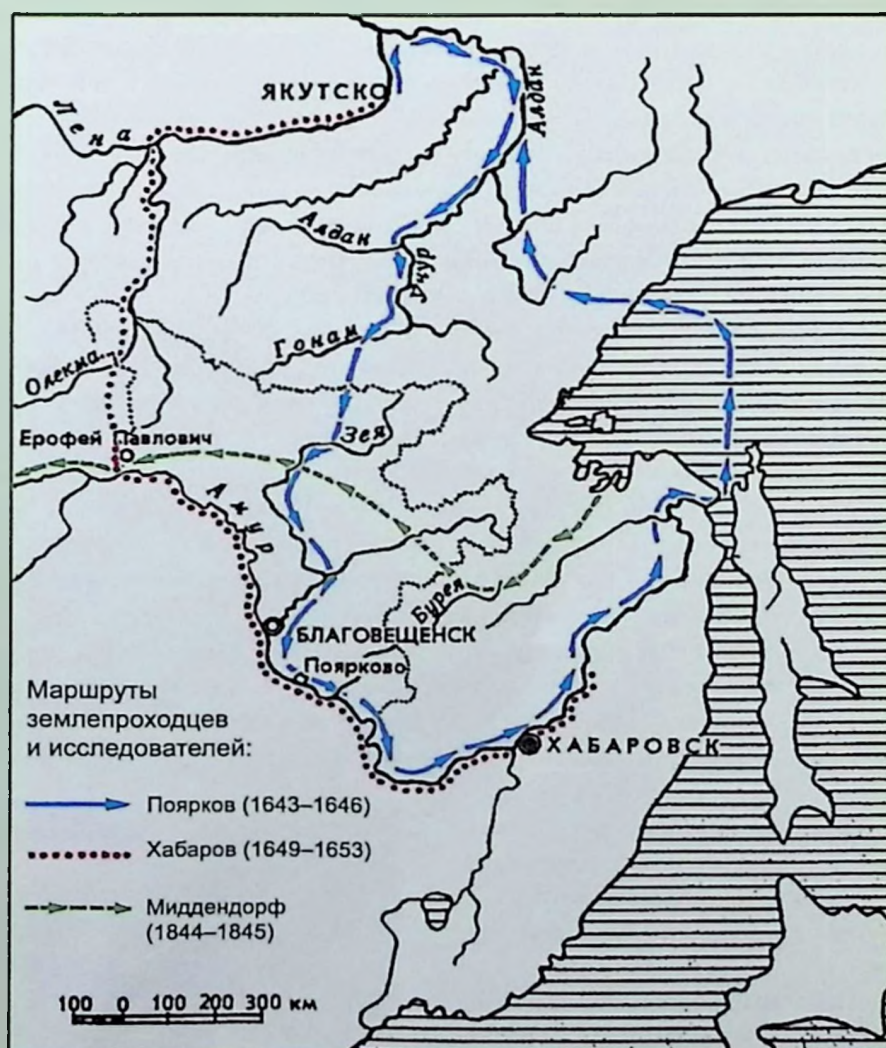 ЯКУТСК
Лена
Алдан
Алдан
Учур
Гонам
Олекма
Зея
Ерофей Павлович
Амур
Бурея
БЛАГОВЕЩЕНСК
Поярково
ХАБАРОВСК
Маршруты
землепроходцев
и исследователей:
Поярков (1643–1646)
Хабаров (1649–1653)
Миддендорф
(1844–1845)
100 0 100 200 300 км